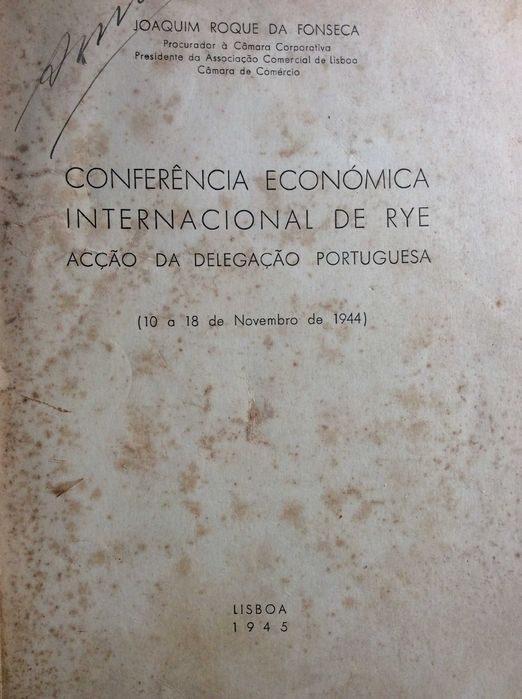 JOAQUIM ROQUE DA FONSECA
Procurador à Câmara Corporativa
Presidente da Associação Comercial de Lisboa
Câmara de Comércio
CONFERÊNCIA ECONÓMICA
INTERNACIONAL DE RYE
ACÇÃO DA DELEGAÇÃO PORTUGUESA
(10 a 18 de Novembro de 1944)
LISBOA
1945